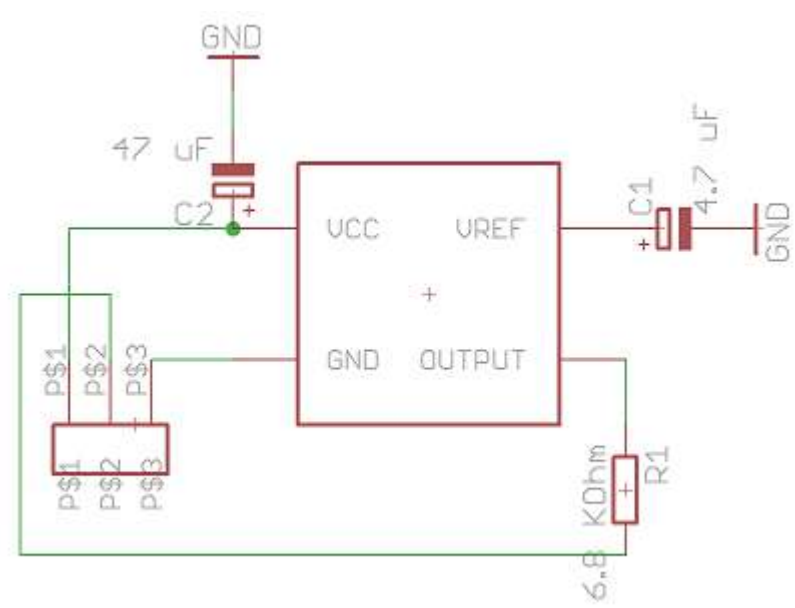 GND
47 uF
C2
+
VCC
VREF
C1
4.7 uF
+
GND
GND
OUTPUT
P$1
P$2
P$3
P$1
P$2
P$3
R1
6.8 KOhm